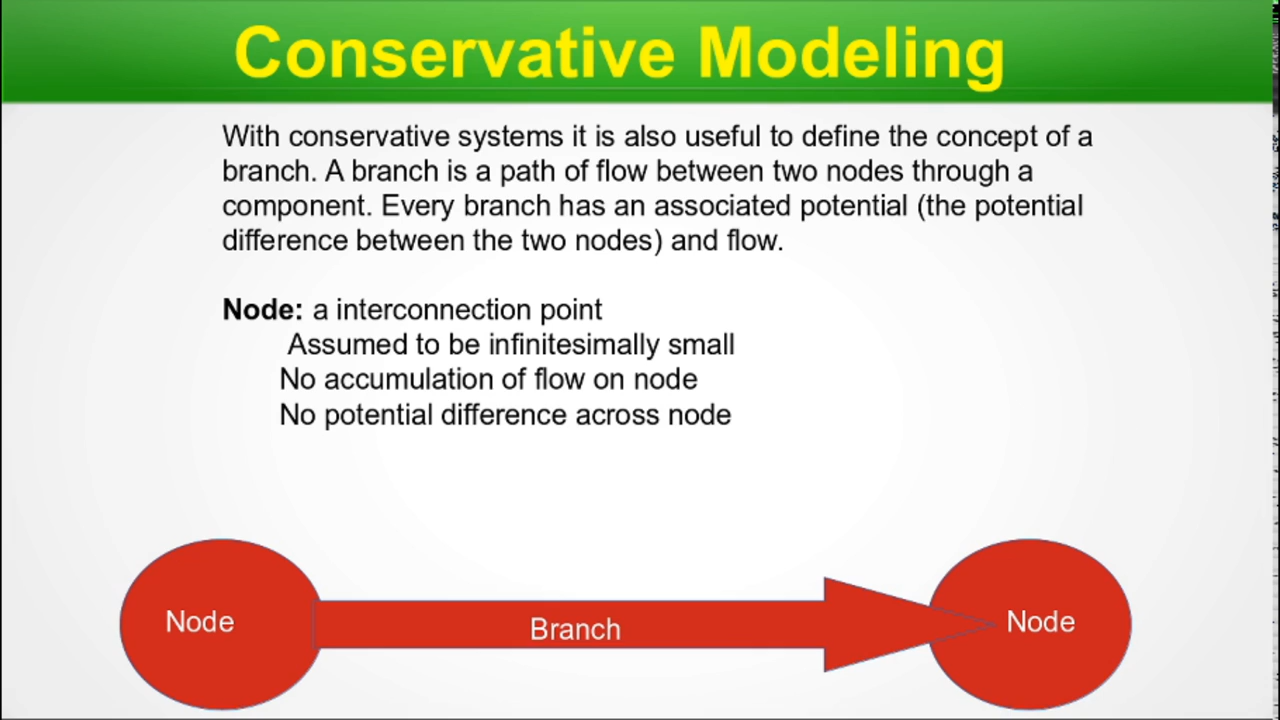 Conservative Modeling
With conservative systems it is also useful to define the concept of a
branch. A branch is a path of flow between two nodes through a
component. Every branch has an associated potential (the potential
difference between the two nodes) and flow.
Node: a interconnection point
Assumed to be infinitesimally small
No accumulation of flow on node
No potential difference across node
Node
Branch
Node